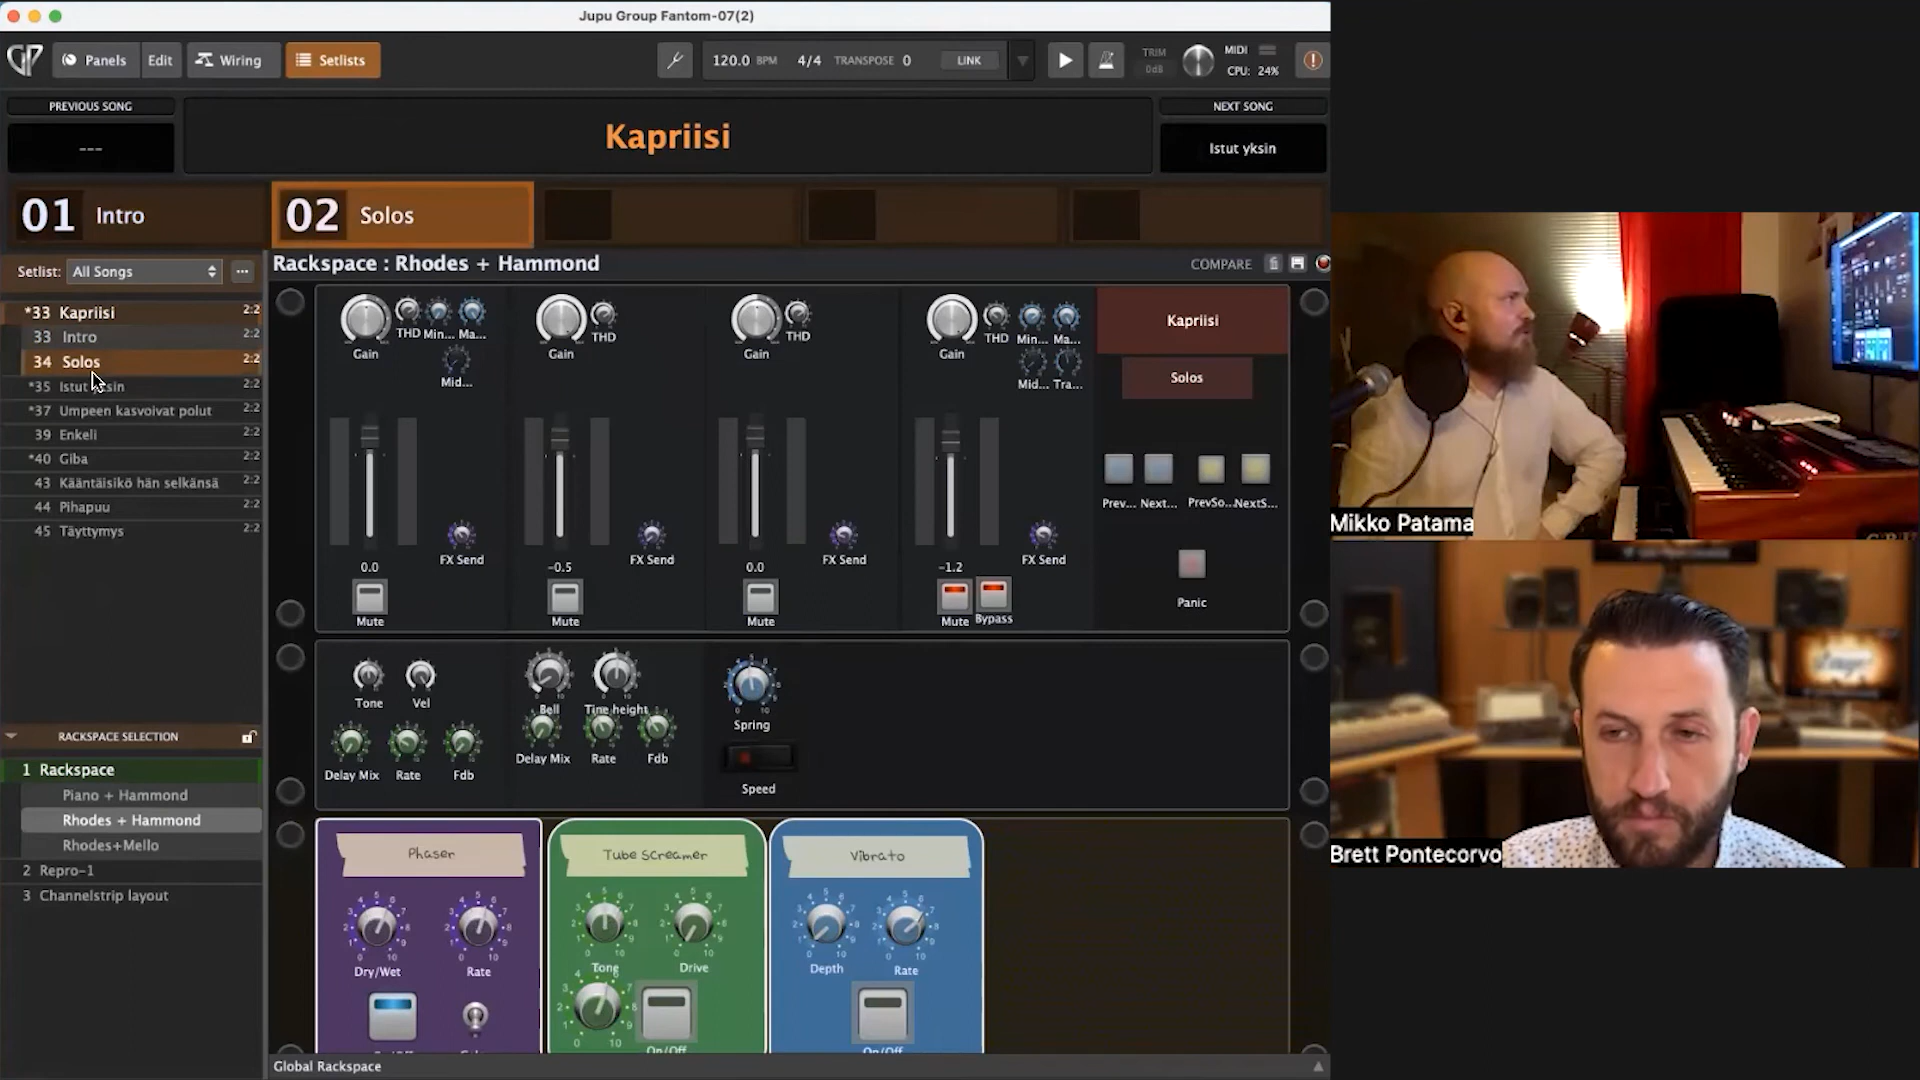 Jupu Group Fantom-07(2)
GP Panels Edit Wiring Setlists
120.0 BPM 4/4 TRANSPOSE 0 LINK
TRIM 0dB
MIDI
CPU: 24%
PREVIOUS SONG
---
Kapriisi
NEXT SONG
Istut yksin
01 Intro
02 Solos
Setlist: All Songs ...
*33 Kapriisi 2:2
33 Intro 2:2
34 Solos 2:2
*35 Istut yksin 2:2
*37 Umpeen kasvoivat polut 2:2
39 Enkeli 2:2
*40 Giba 2:2
43 Kääntäisikö hän selkänsä 2:2
44 Pihapuu 2:2
45 Täyttymys 2:2
RACKSPACE SELECTION
1 Rackspace
Piano + Hammond
Rhodes + Hammond
Rhodes+Mello
2 Repro-1
3 Channelstrip layout
Rackspace : Rhodes + Hammond
COMPARE
Gain THD Min... Ma... Mid...
Gain THD
Gain THD
Gain THD Min... Ma... Mid... Tra...
FX Send FX Send FX Send FX Send
0.0 -0.5 0.0 -1.2
Mute Mute Mute Mute Bypass
Kapriisi
Solos
Prev... Next... PrevSo... NextS...
Panic
Tone Vel
Delay Mix Rate Fdb
Bell Tine height
Delay Mix Rate Fdb
Spring
Speed
Phaser
Dry/Wet Rate
Tube Screamer
Tone Drive
On/Off
Vibrato
Depth Rate
On/Off
Global Rackspace
Mikko Patama
Brett Pontecorvo